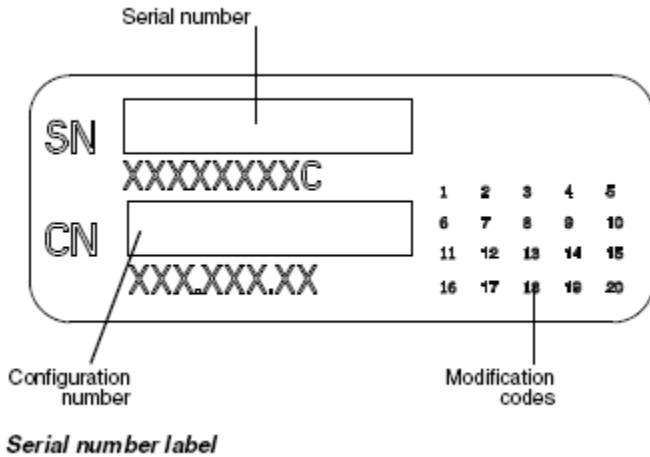 Serial number
SN
XXXXXXXXC
CN
XXX.XXX.XX
1 2 3 4 5
6 7 8 9 10
11 12 13 14 15
16 17 18 19 20
Configuration
number
Modification
codes
Serial number label